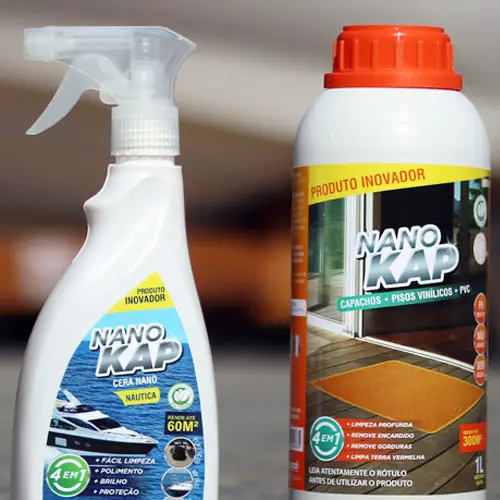 PRODUTO
INOVADOR
NANO
KAP
CERA NANO
NÁUTICA
RENDE ATÉ
60M²
4 EM 1
+ FÁCIL LIMPEZA
+ POLIMENTO
+ BRILHO
+ PROTEÇÃO
PRODUTO INOVADOR
NANO
KAP
CAPACHOS • PISOS VINÍLICOS • PVC
4 EM 1
• LIMPEZA PROFUNDA
• REMOVE ENCARDIDO
• REMOVE GORDURAS
• LIMPA TERRA VERMELHA
300M²
1L
LEIA ATENTAMENTE O RÓTULO
ANTES DE UTILIZAR O PRODUTO